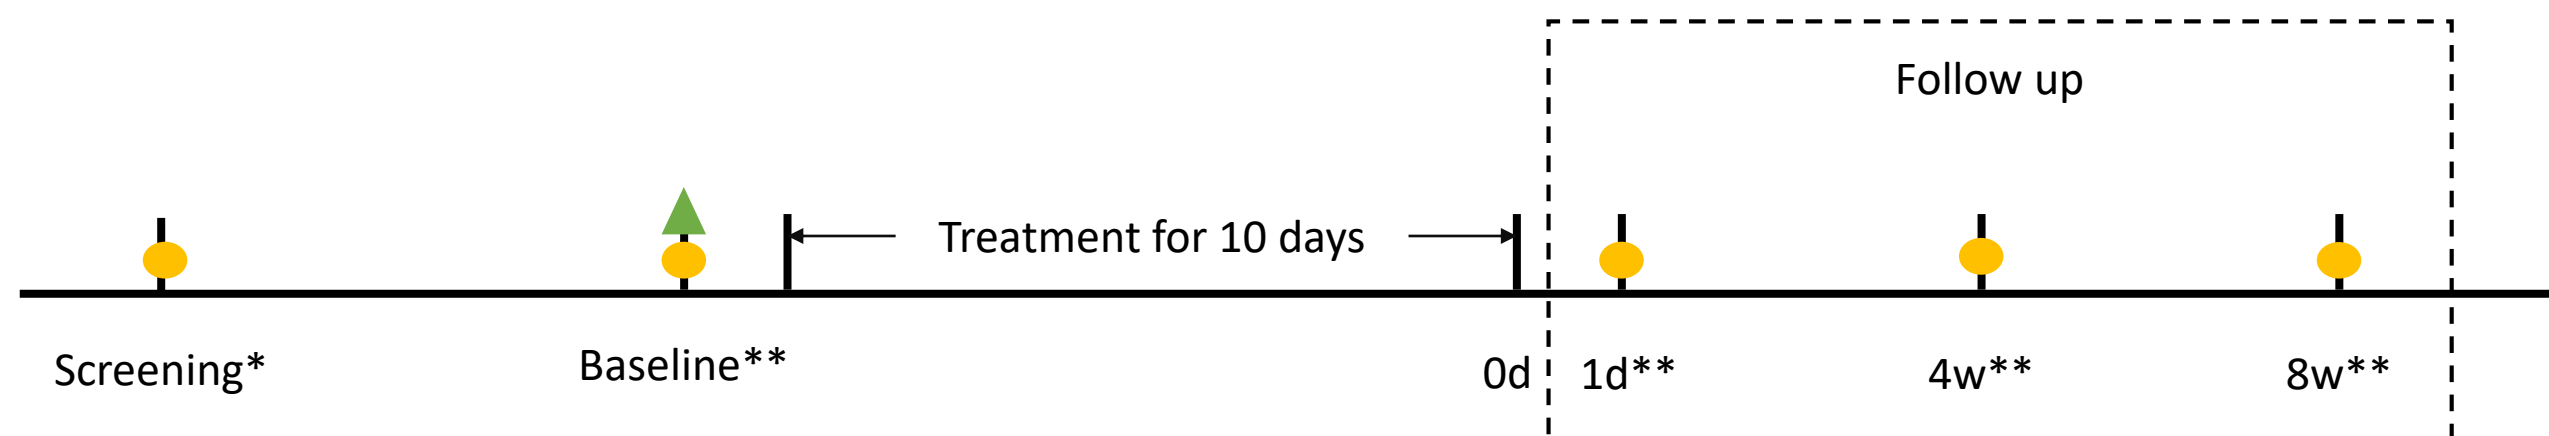 Follow up
Treatment for 10 days
Screening*
Baseline**
0d
1d**
4w**
8w**